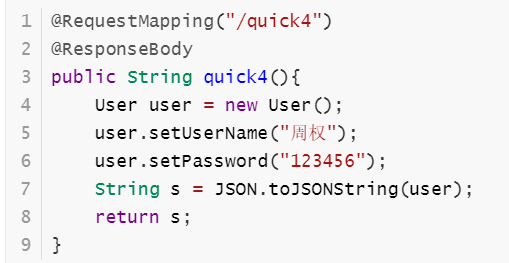 1 @RequestMapping("/quick4")
2 @ResponseBody
3 public String quick4(){
4     User user = new User();
5     user.setUserName("周权");
6     user.setPassword("123456");
7     String s = JSON.toJSONString(user);
8     return s;
9 }